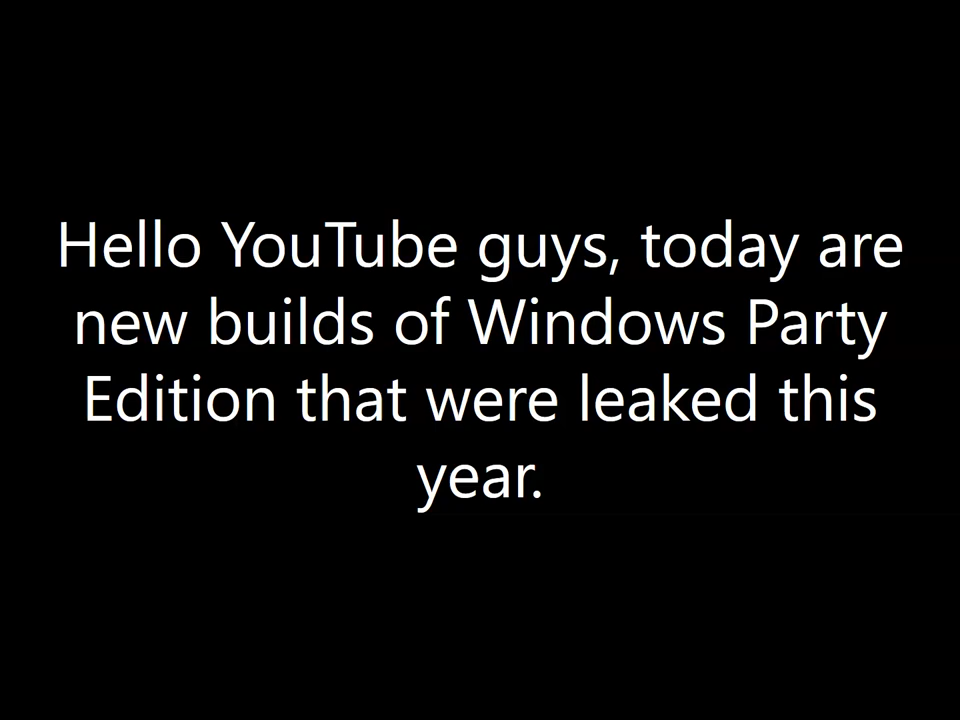 Hello YouTube guys, today are
new builds of Windows Party
Edition that were leaked this
year.